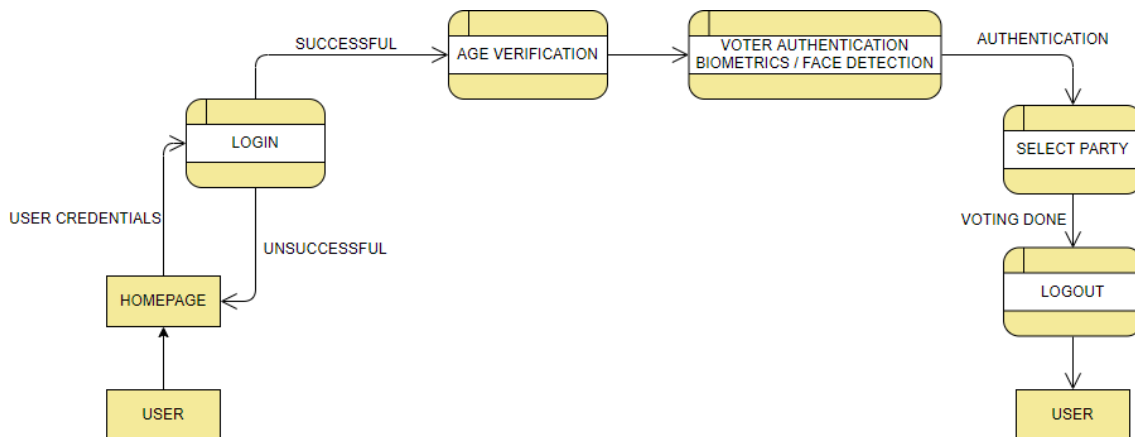 SUCCESSFUL
AGE VERIFICATION
VOTER AUTHENTICATION
BIOMETRICS / FACE DETECTION
AUTHENTICATION
LOGIN
SELECT PARTY
USER CREDENTIALS
VOTING DONE
UNSUCCESSFUL
HOMEPAGE
LOGOUT
USER
USER